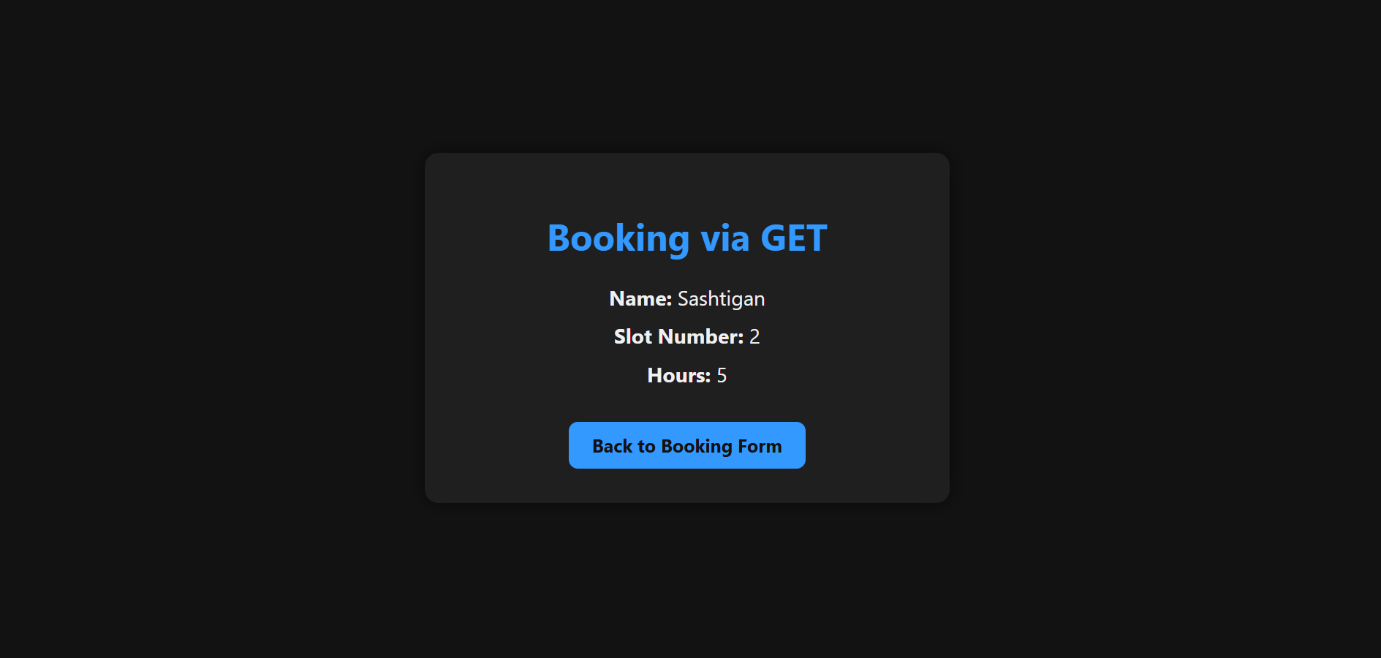 Booking via GET
Name: Sashtigan
Slot Number: 2
Hours: 5
Back to Booking Form